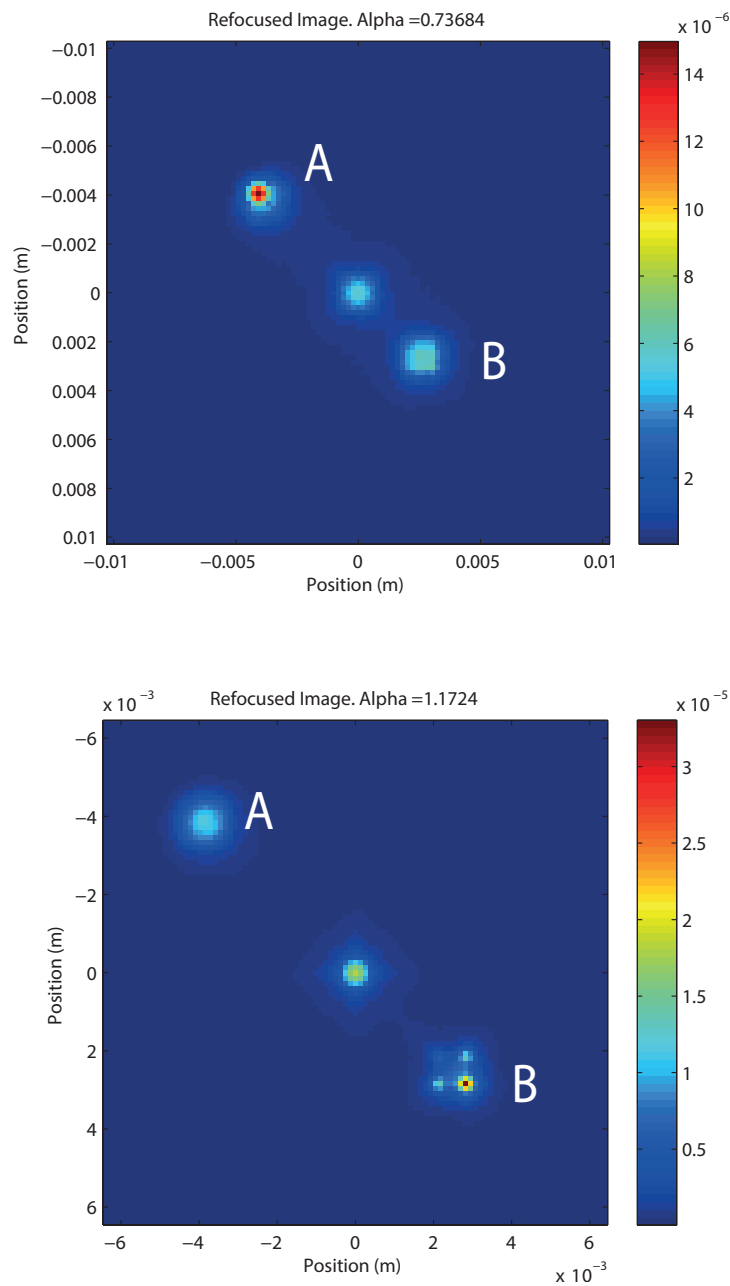 Refocused Image. Alpha =0.73684
x 10 −6
−0.01
−0.008
−0.006
−0.004
−0.002
0
0.002
0.004
0.006
0.008
0.01
Position (m)
A
B
−0.01 −0.005 0 0.005 0.01
Position (m)
14
12
10
8
6
4
2
x 10 −3
Refocused Image. Alpha =1.1724
x 10 −5
−6
−4
−2
0
2
4
6
Position (m)
A
B
−6 −4 −2 0 2 4 6
Position (m)
x 10 −3
3
2.5
2
1.5
1
0.5